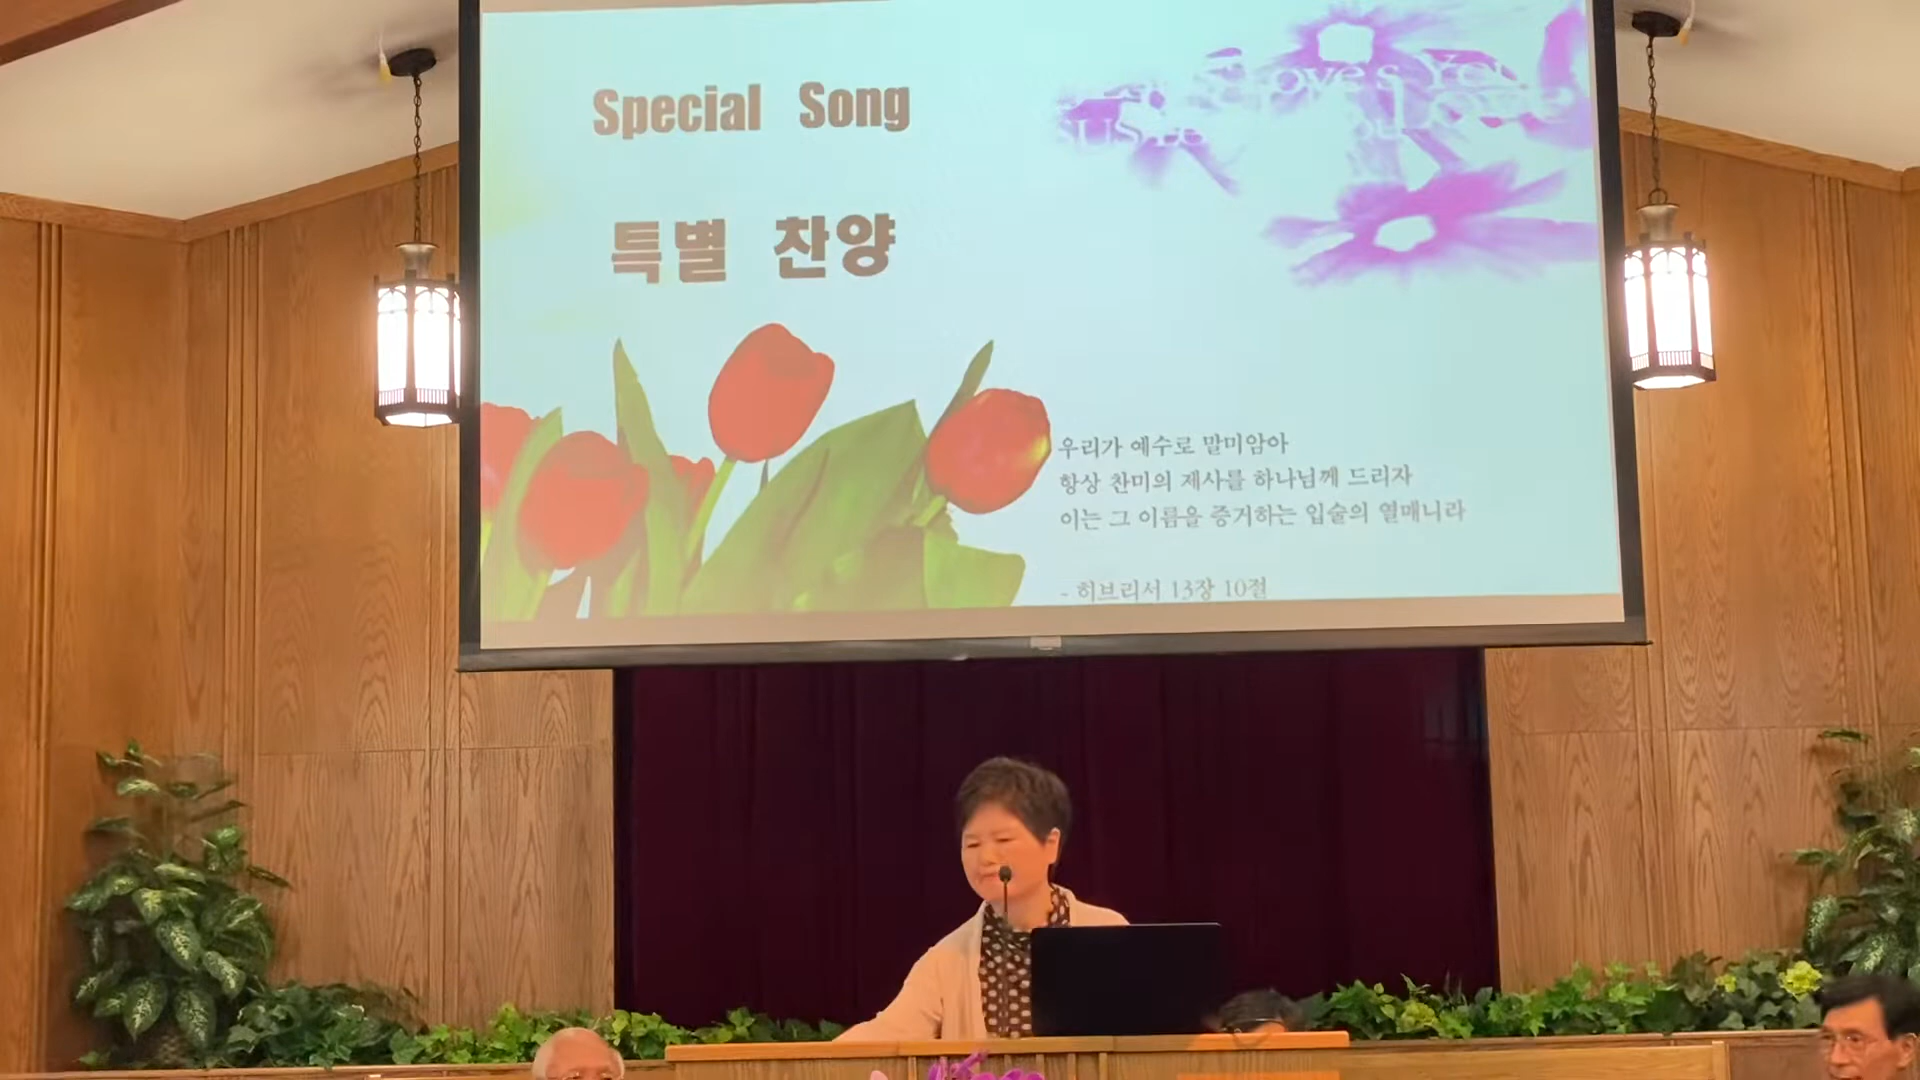 Special Song
특별 찬양
우리가 예수로 말미암아
항상 찬미의 제사를 하나님께 드리자
이는 그 이름을 증거하는 입술의 열매니라
- 히브리서 13장 10절